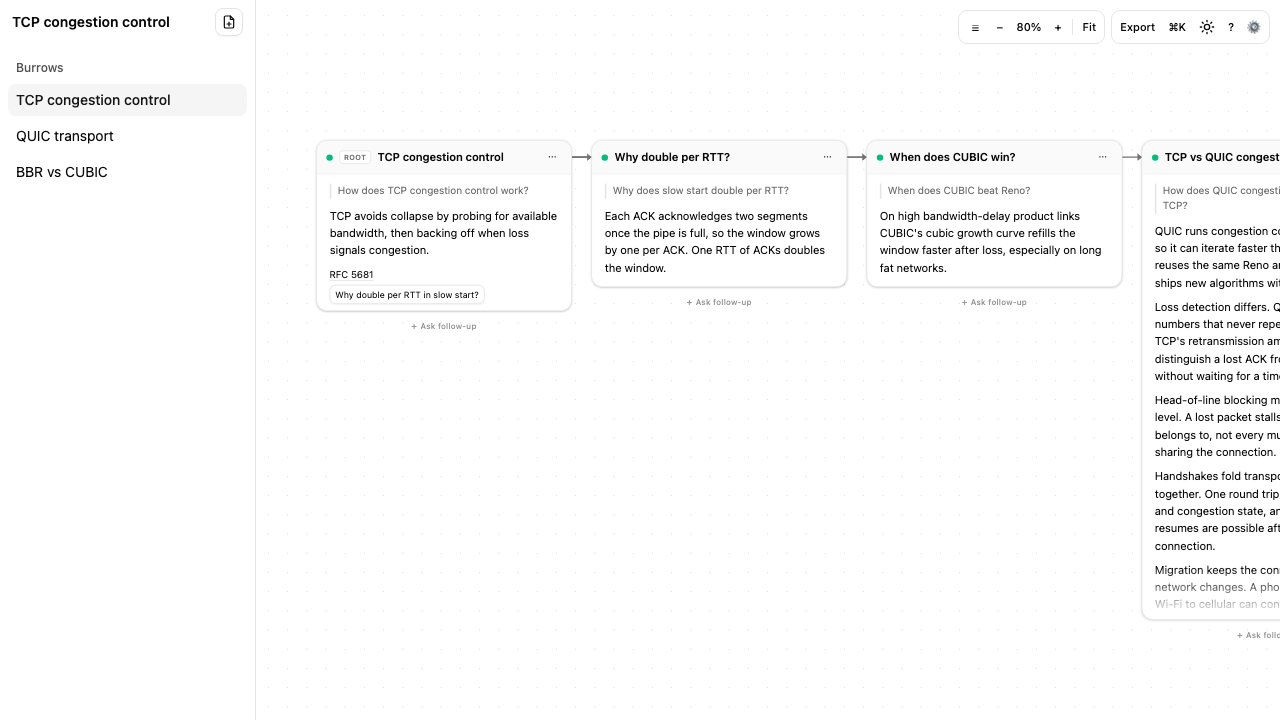 TCP congestion control
Burrows
TCP congestion control
QUIC transport
BBR vs CUBIC
− 80% + Fit
Export ⌘K ?
ROOT TCP congestion control ···
How does TCP congestion control work?
TCP avoids collapse by probing for available
bandwidth, then backing off when loss
signals congestion.
RFC 5681
Why double per RTT in slow start?
+ Ask follow-up
Why double per RTT? ···
Why does slow start double per RTT?
Each ACK acknowledges two segments
once the pipe is full, so the window grows
by one per ACK. One RTT of ACKs doubles
the window.
+ Ask follow-up
When does CUBIC win? ···
When does CUBIC beat Reno?
On high bandwidth-delay product links
CUBIC's cubic growth curve refills the
window faster after loss, especially on long
fat networks.
+ Ask follow-up
TCP vs QUIC congest
How does QUIC congesti
TCP?
QUIC runs congestion co
so it can iterate faster th
reuses the same Reno a
ships new algorithms wit
Loss detection differs. Q
numbers that never repe
TCP's retransmission am
distinguish a lost ACK fr
without waiting for a time
Head-of-line blocking m
level. A lost packet stalls
belongs to, not every mu
sharing the connection.
Handshakes fold transpo
together. One round trip
and congestion state, a
resumes are possible aft
connection.
Migration keeps the con
network changes. A pho
Wi-Fi to cellular can con
+ Ask follo